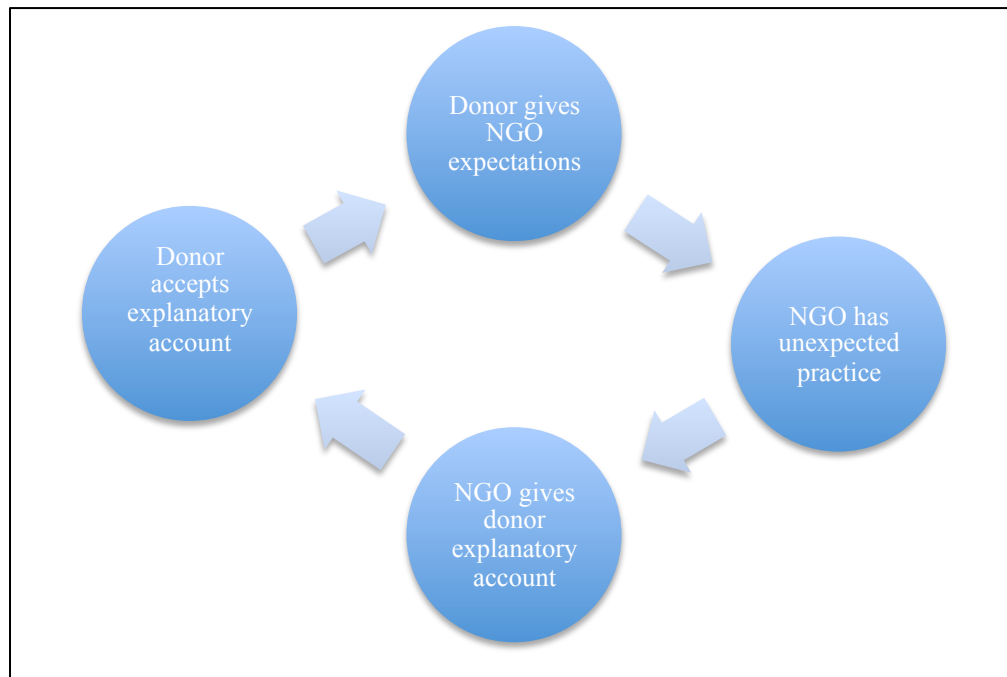 Donor gives
NGO
expectations
NGO has
unexpected
practice
NGO gives
donor
explanatory
account
Donor
accepts
explanatory
account